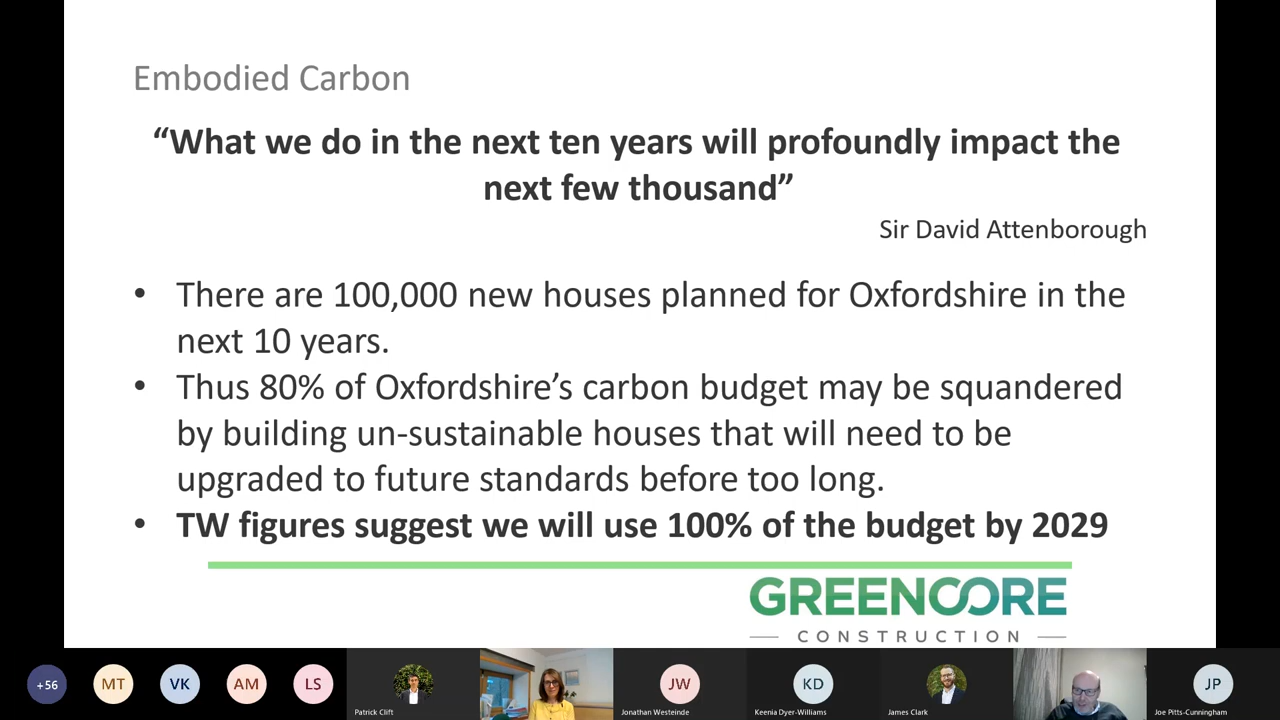 Embodied Carbon
“What we do in the next ten years will profoundly impact the
next few thousand”
Sir David Attenborough
• There are 100,000 new houses planned for Oxfordshire in the
next 10 years.
• Thus 80% of Oxfordshire’s carbon budget may be squandered
by building un-sustainable houses that will need to be
upgraded to future standards before too long.
• TW figures suggest we will use 100% of the budget by 2029
GREENCORE
CONSTRUCTION
+56 MT VK AM LS JW KD JP
Patrick Clift Jonathan Westeinde Keenia Dyer-Williams James Clark Joe Pitts-Cunningham